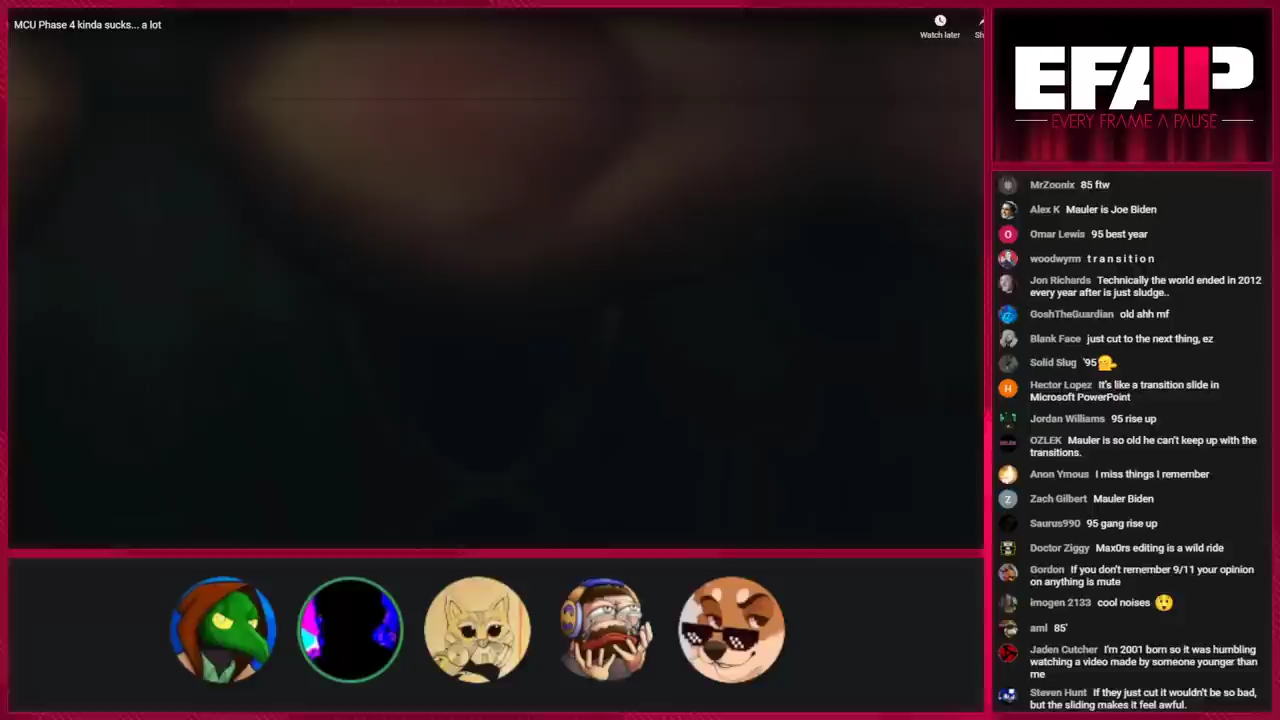 MCU Phase 4 kinda sucks... a lot
Watch later
Sh
EFAP
EVERY FRAME A PAUSE
MrZoonix 85 ftw
Alex K Mauler is Joe Biden
O
Omar Lewis 95 best year
woodwyrm t r a n s i t i o n
Jon Richards Technically the world ended in 2012
every year after is just sludge..
GoshTheGuardian old ahh mf
Blank Face just cut to the next thing, ez
Solid Slug '95🤗
H
Hector Lopez It's like a transition slide in
Microsoft PowerPoint
Jordan Williams 95 rise up
OZLEK Mauler is so old he can't keep up with the
transitions.
Anon Ymous I miss things I remember
Z
Zach Gilbert Mauler Biden
Saurus990 95 gang rise up
Doctor Ziggy Max0rs editing is a wild ride
Gordon If you don't remember 9/11 your opinion
on anything is mute
imogen 2133 cool noises 😲
aml 85'
Jaden Cutcher I'm 2001 born so it was humbling
watching a video made by someone younger than
me
Steven Hunt If they just cut it wouldn't be so bad,
but the sliding makes it feel awful.